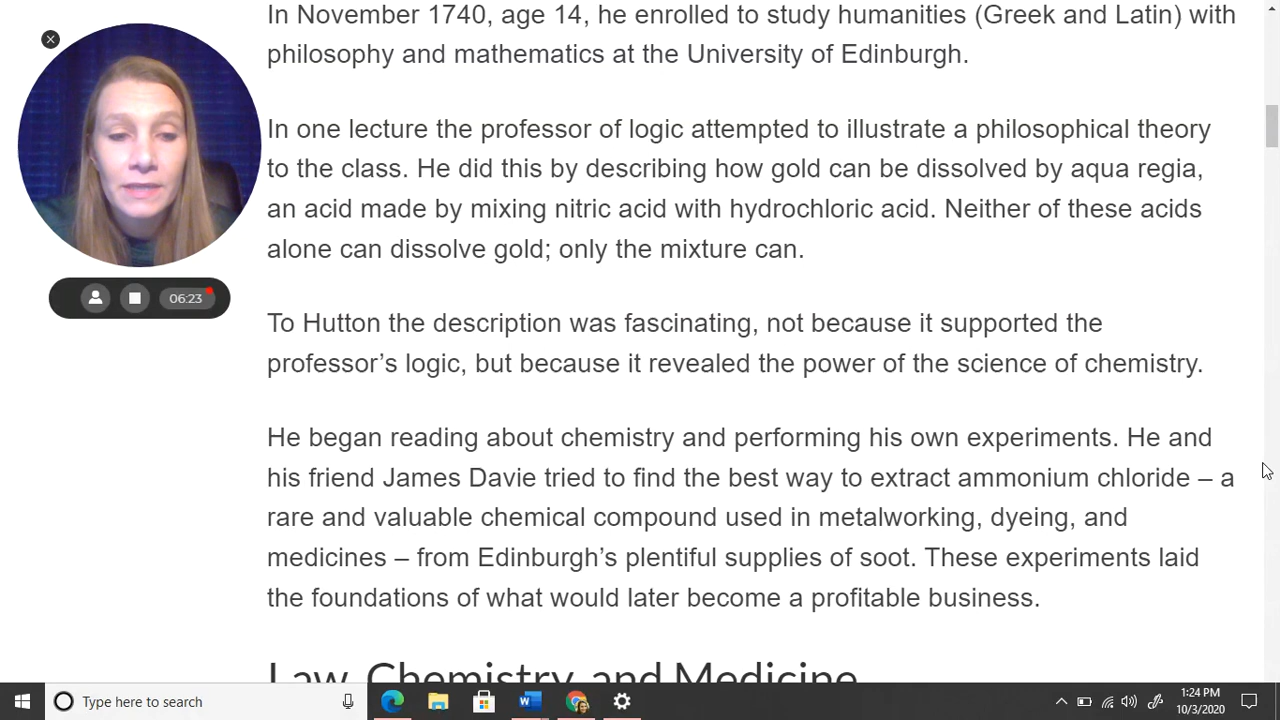 In November 1740, age 14, he enrolled to study humanities (Greek and Latin) with
philosophy and mathematics at the University of Edinburgh.
In one lecture the professor of logic attempted to illustrate a philosophical theory
to the class. He did this by describing how gold can be dissolved by aqua regia,
an acid made by mixing nitric acid with hydrochloric acid. Neither of these acids
alone can dissolve gold; only the mixture can.
06:23
To Hutton the description was fascinating, not because it supported the
professor’s logic, but because it revealed the power of the science of chemistry.
He began reading about chemistry and performing his own experiments. He and
his friend James Davie tried to find the best way to extract ammonium chloride – a
rare and valuable chemical compound used in metalworking, dyeing, and
medicines – from Edinburgh’s plentiful supplies of soot. These experiments laid
the foundations of what would later become a profitable business.
Law, Chemistry, and Medicine
Type here to search
1:24 PM
10/3/2020